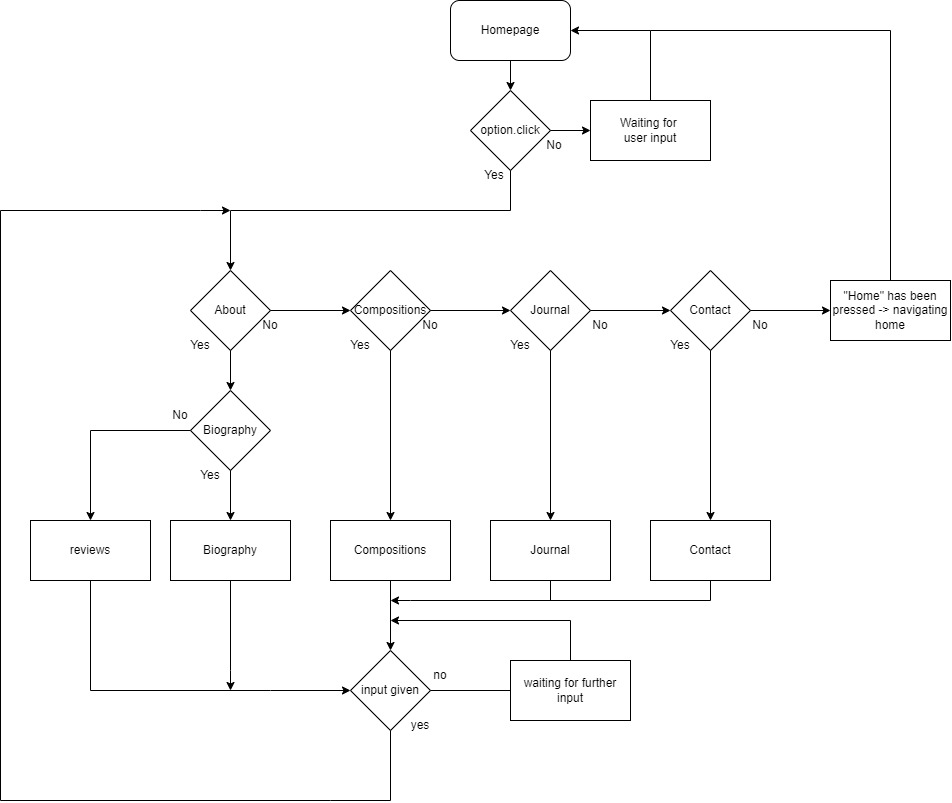 Homepage
option.click
Waiting for
user input
No
Yes
About
Compositions
Journal
Contact
"Home" has been
pressed -> navigating
home
No
No
No
No
Yes
Yes
Yes
Yes
No
Biography
Yes
reviews
Biography
Compositions
Journal
Contact
no
input given
waiting for further
input
yes